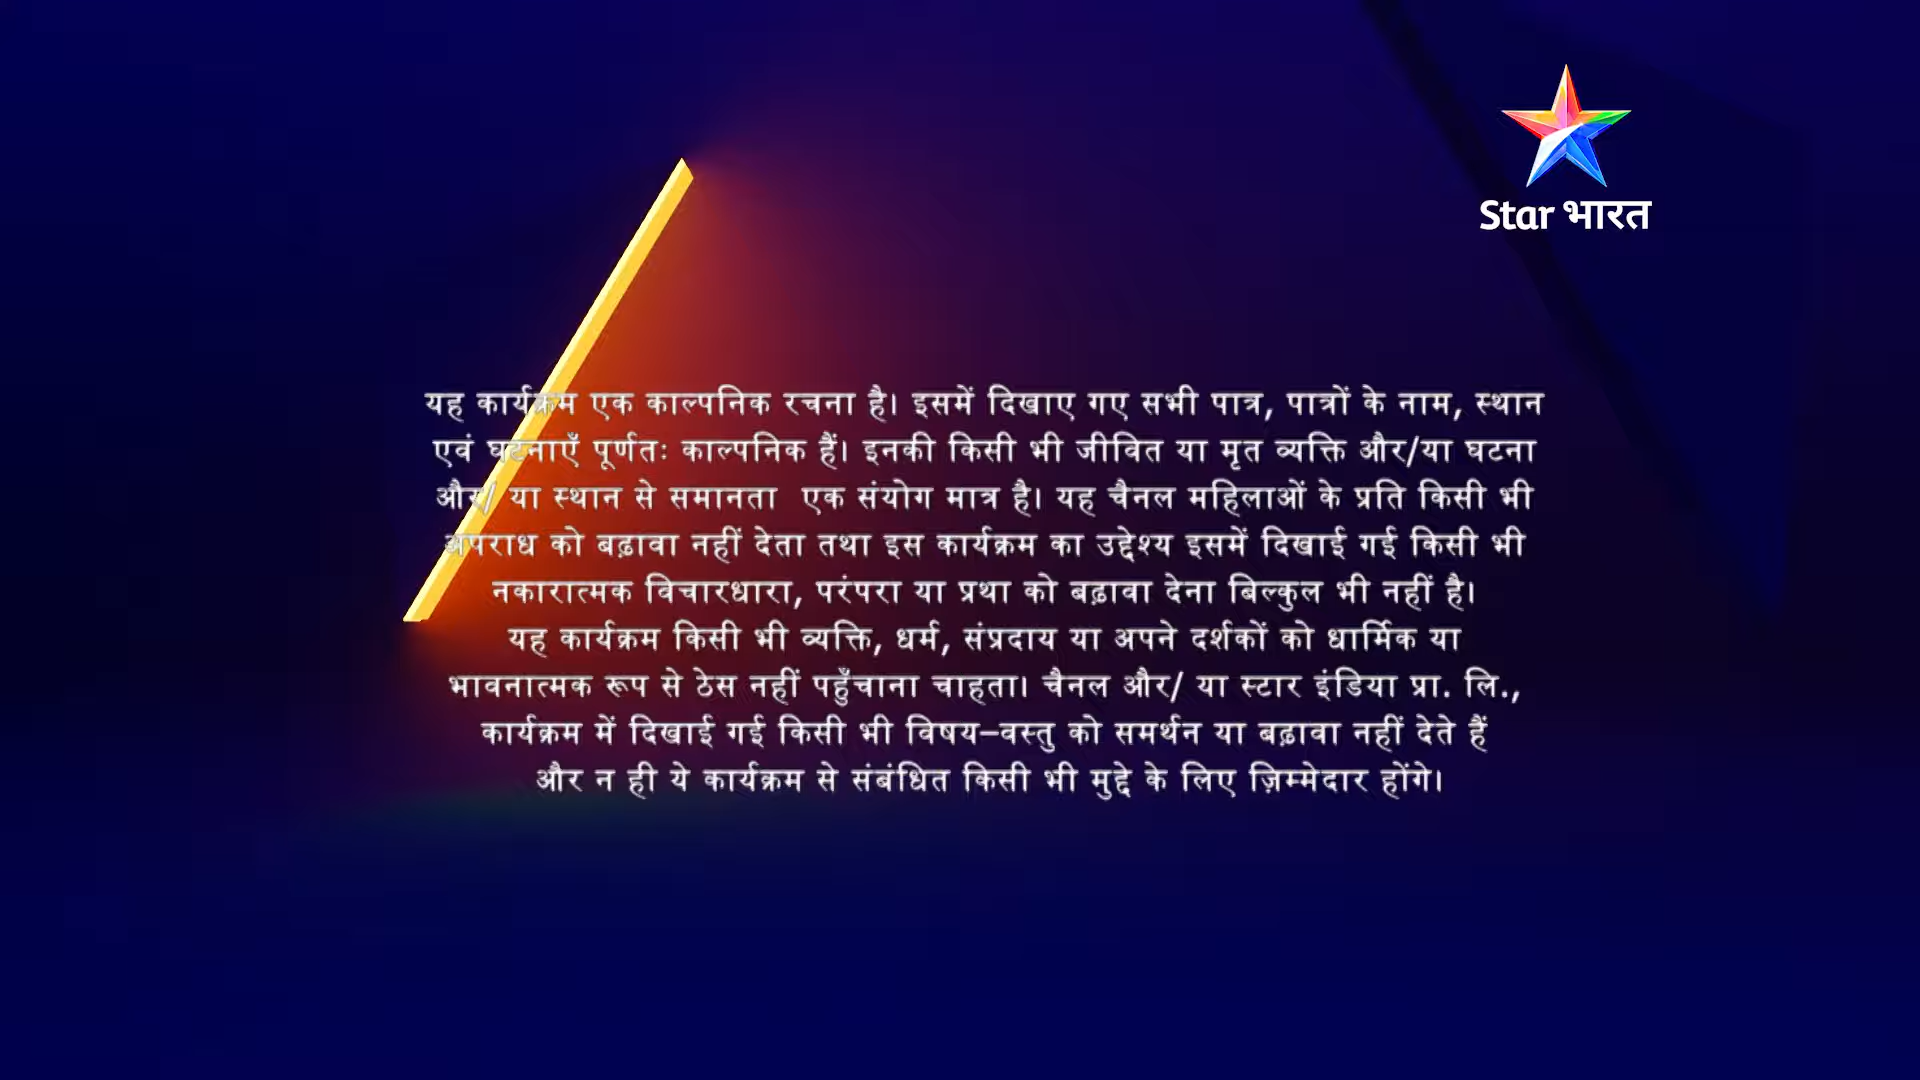 Star भारत
यह कार्यक्रम एक काल्पनिक रचना है। इसमें दिखाए गए सभी पात्र, पात्रों के नाम, स्थान
एवं घटनाएँ पूर्णतः काल्पनिक हैं। इनकी किसी भी जीवित या मृत व्यक्ति और/या घटना
और/ या स्थान से समानता एक संयोग मात्र है। यह चैनल महिलाओं के प्रति किसी भी
अपराध को बढ़ावा नहीं देता तथा इस कार्यक्रम का उद्देश्य इसमें दिखाई गई किसी भी
नकारात्मक विचारधारा, परंपरा या प्रथा को बढ़ावा देना बिल्कुल भी नहीं है।
यह कार्यक्रम किसी भी व्यक्ति, धर्म, संप्रदाय या अपने दर्शकों को धार्मिक या
भावनात्मक रूप से ठेस नहीं पहुँचाना चाहता। चैनल और/ या स्टार इंडिया प्रा. लि.,
कार्यक्रम में दिखाई गई किसी भी विषय–वस्तु को समर्थन या बढ़ावा नहीं देते हैं
और न ही ये कार्यक्रम से संबंधित किसी भी मुद्दे के लिए ज़िम्मेदार होंगे।